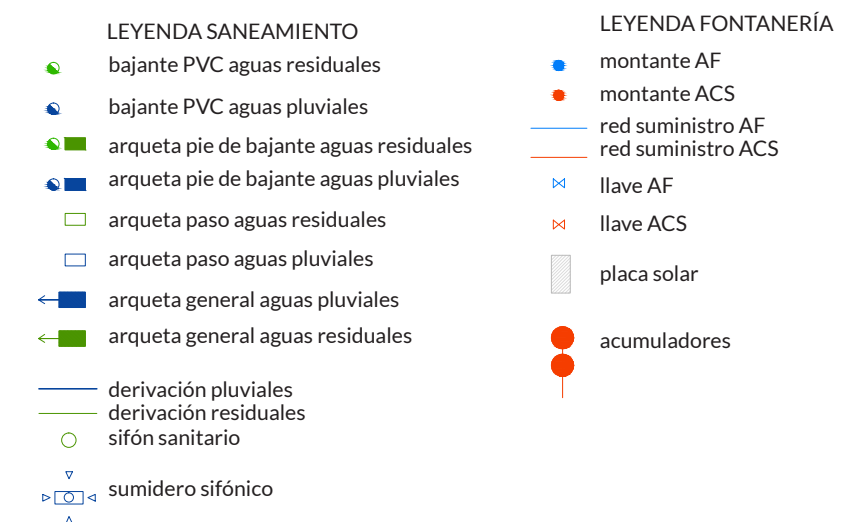 LEYENDA SANEAMIENTO
bajante PVC aguas residuales
bajante PVC aguas pluviales
arqueta pie de bajante aguas residuales
arqueta pie de bajante aguas pluviales
arqueta paso aguas residuales
arqueta paso aguas pluviales
arqueta general aguas pluviales
arqueta general aguas residuales
derivación pluviales
derivación residuales
sifón sanitario
sumidero sifónico
LEYENDA FONTANERÍA
montante AF
montante ACS
red suministro AF
red suministro ACS
llave AF
llave ACS
placa solar
acumuladores